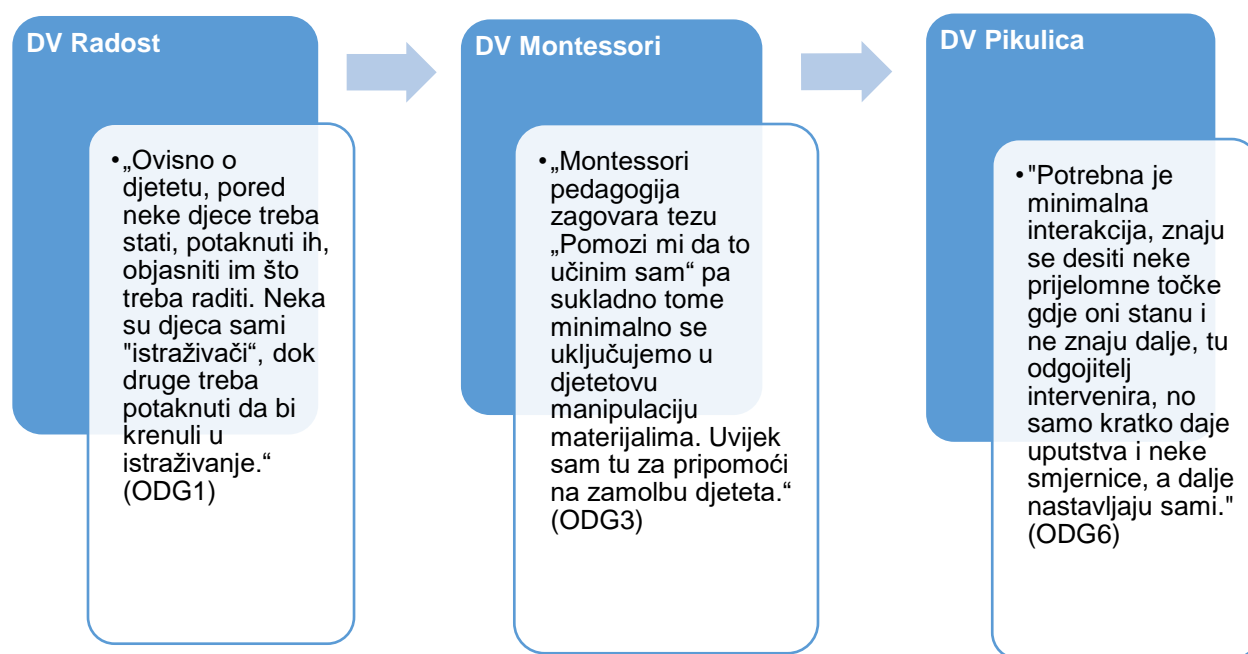 DV Radost
•„Ovisno o
djetetu, pored
neke djece treba
stati, potaknuti ih,
objasniti im što
treba raditi. Neka
su djeca sami
"istraživači“, dok
druge treba
potaknuti da bi
krenuli u
istraživanje.“
(ODG1)
DV Montessori
•„Montessori
pedagogija
zagovara tezu
„Pomozi mi da to
učinim sam“ pa
sukladno tome
minimalno se
uključujemo u
djetetovu
manipulaciju
materijalima. Uvijek
sam tu za pripomoći
na zamolbu djeteta.“
(ODG3)
DV Pikulica
•"Potrebna je
minimalna
interakcija, znaju
se desiti neke
prijelomne točke
gdje oni stanu i
ne znaju dalje, tu
odgojitelj
intervenira, no
samo kratko daje
uputstva i neke
smjernice, a dalje
nastavljaju sami."
(ODG6)